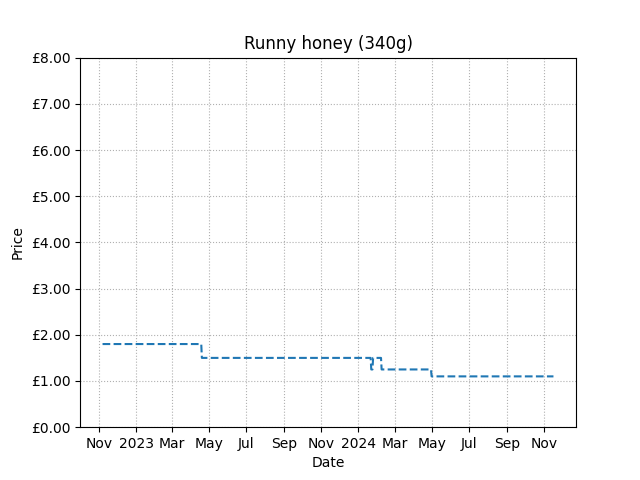 Runny honey (340g)
£8.00
£7.00
£6.00
£5.00
£4.00
£3.00
£2.00
£1.00
£0.00
Price
Nov 2023 Mar May Jul Sep Nov 2024 Mar May Jul Sep Nov
Date